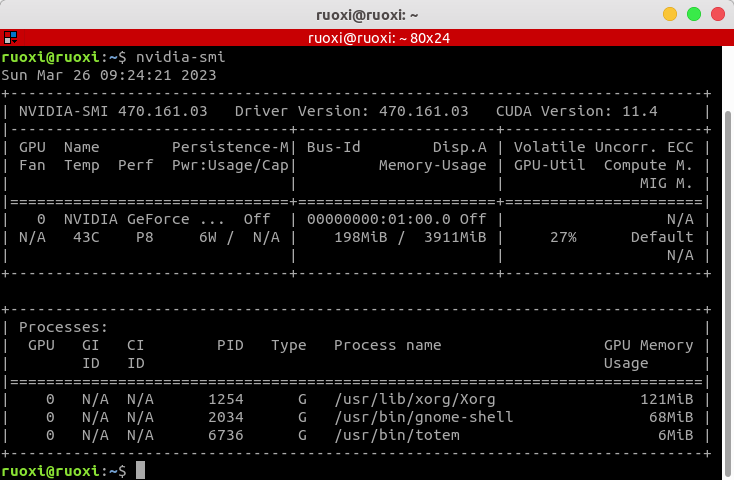 ruoxi@ruoxi: ~
ruoxi@ruoxi: ~ 80x24
ruoxi@ruoxi:~$ nvidia-smi
Sun Mar 26 09:24:21 2023
+-----------------------------------------------------------------------------+
| NVIDIA-SMI 470.161.03   Driver Version: 470.161.03   CUDA Version: 11.4     |
|-------------------------------+----------------------+----------------------+
| GPU  Name        Persistence-M| Bus-Id        Disp.A | Volatile Uncorr. ECC |
| Fan  Temp  Perf  Pwr:Usage/Cap|         Memory-Usage | GPU-Util  Compute M. |
|                               |                      |               MIG M. |
|===============================+======================+======================|
|   0  NVIDIA GeForce ...  Off  | 00000000:01:00.0 Off |                  N/A |
| N/A   43C    P8     6W /  N/A |    198MiB /  3911MiB |     27%      Default |
|                               |                      |                  N/A |
+-------------------------------+----------------------+----------------------+

+-----------------------------------------------------------------------------+
| Processes:                                                                  |
|  GPU   GI   CI        PID   Type   Process name                  GPU Memory |
|        ID   ID                                                   Usage      |
|=============================================================================|
|    0   N/A  N/A      1254      G   /usr/lib/xorg/Xorg                121MiB |
|    0   N/A  N/A      2034      G   /usr/bin/gnome-shell               68MiB |
|    0   N/A  N/A      6736      G   /usr/bin/totem                      6MiB |
+-----------------------------------------------------------------------------+
ruoxi@ruoxi:~$